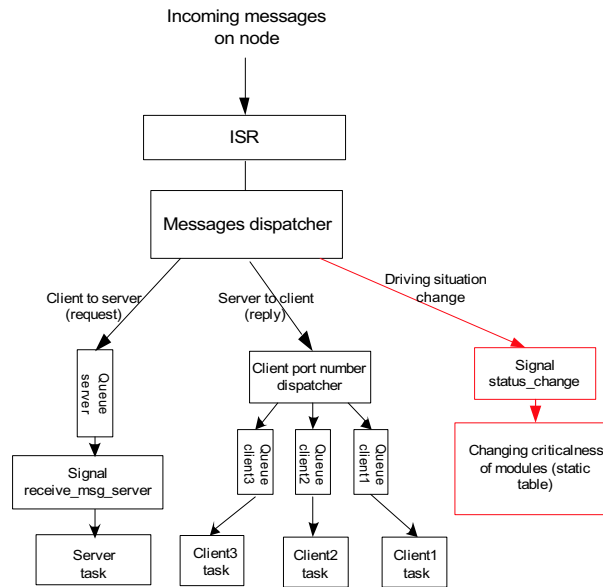 Incoming messages
on node
ISR
Messages dispatcher
Client to server
(request)
Server to client
(reply)
Driving situation
change
Queue
server
Client port number
dispatcher
Signal
status_change
Queue
client3
Queue
client2
Queue
client1
Signal
receive_msg_server
Changing criticalness
of modules (static
table)
Server
task
Client3
task
Client2
task
Client1
task